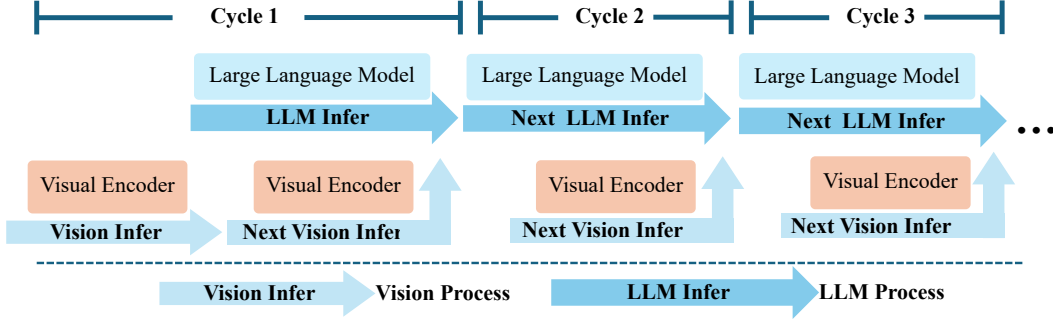 Cycle 1 Cycle 2 Cycle 3
Large Language Model Large Language Model Large Language Model
LLM Infer Next LLM Infer Next LLM Infer
...
Visual Encoder Visual Encoder Visual Encoder Visual Encoder
Vision Infer Next Vision Infer Next Vision Infer Next Vision Infer
Vision Infer Vision Process LLM Infer LLM Process